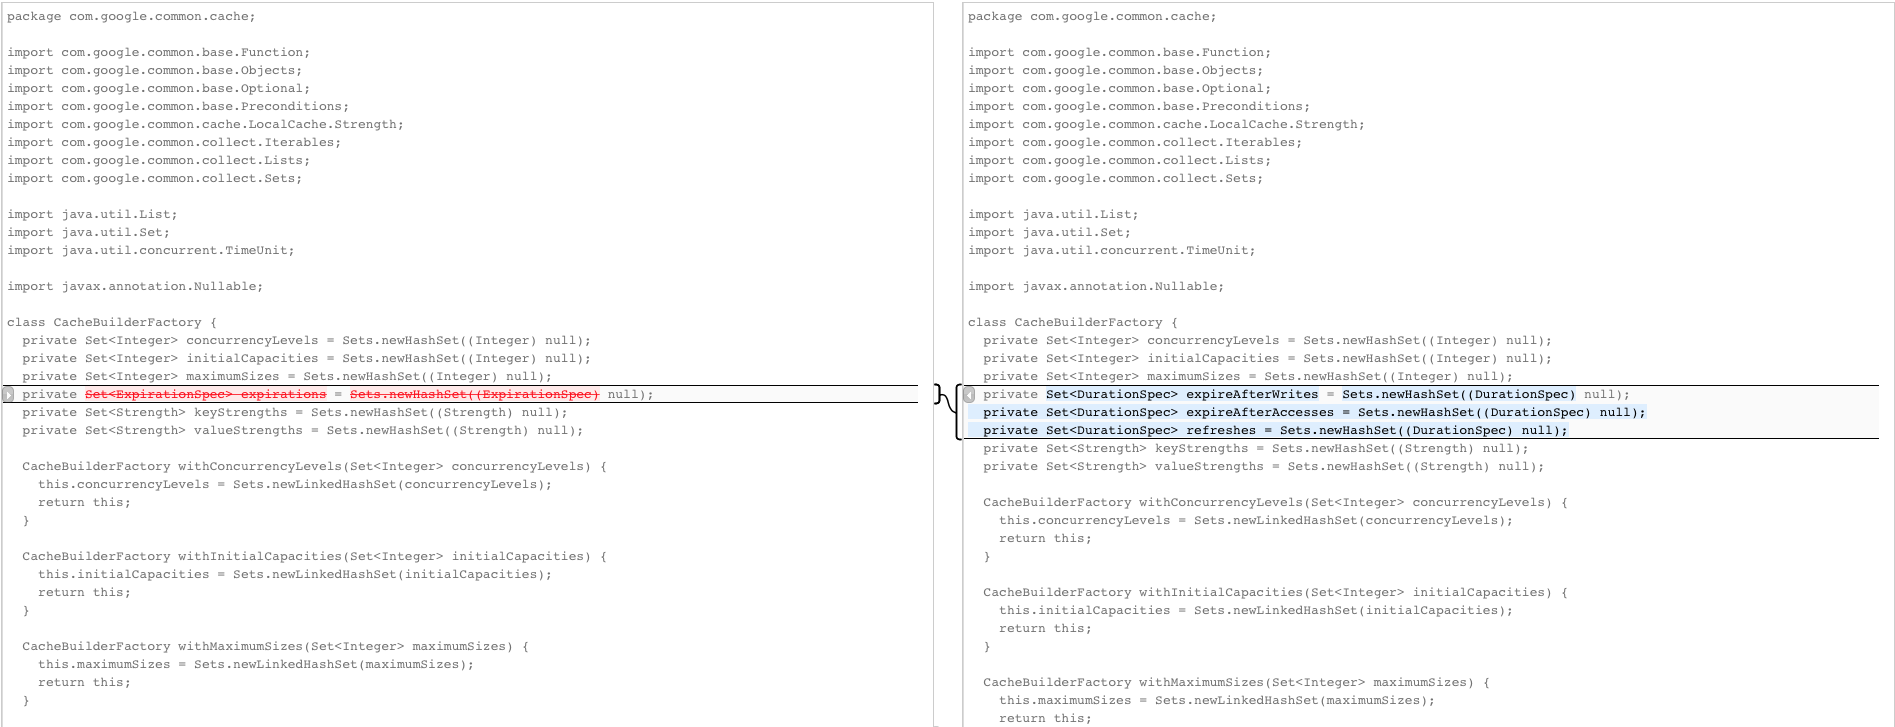 package com.google.common.cache;

import com.google.common.base.Function;
import com.google.common.base.Objects;
import com.google.common.base.Optional;
import com.google.common.base.Preconditions;
import com.google.common.cache.LocalCache.Strength;
import com.google.common.collect.Iterables;
import com.google.common.collect.Lists;
import com.google.common.collect.Sets;

import java.util.List;
import java.util.Set;
import java.util.concurrent.TimeUnit;

import javax.annotation.Nullable;

class CacheBuilderFactory {
  private Set<Integer> concurrencyLevels = Sets.newHashSet((Integer) null);
  private Set<Integer> initialCapacities = Sets.newHashSet((Integer) null);
  private Set<Integer> maximumSizes = Sets.newHashSet((Integer) null);
  private Set<ExpirationSpec> expirations = Sets.newHashSet((ExpirationSpec) null);
  private Set<Strength> keyStrengths = Sets.newHashSet((Strength) null);
  private Set<Strength> valueStrengths = Sets.newHashSet((Strength) null);

  CacheBuilderFactory withConcurrencyLevels(Set<Integer> concurrencyLevels) {
    this.concurrencyLevels = Sets.newLinkedHashSet(concurrencyLevels);
    return this;
  }

  CacheBuilderFactory withInitialCapacities(Set<Integer> initialCapacities) {
    this.initialCapacities = Sets.newLinkedHashSet(initialCapacities);
    return this;
  }

  CacheBuilderFactory withMaximumSizes(Set<Integer> maximumSizes) {
    this.maximumSizes = Sets.newLinkedHashSet(maximumSizes);
    return this;
  }

package com.google.common.cache;

import com.google.common.base.Function;
import com.google.common.base.Objects;
import com.google.common.base.Optional;
import com.google.common.base.Preconditions;
import com.google.common.cache.LocalCache.Strength;
import com.google.common.collect.Iterables;
import com.google.common.collect.Lists;
import com.google.common.collect.Sets;

import java.util.List;
import java.util.Set;
import java.util.concurrent.TimeUnit;

import javax.annotation.Nullable;

class CacheBuilderFactory {
  private Set<Integer> concurrencyLevels = Sets.newHashSet((Integer) null);
  private Set<Integer> initialCapacities = Sets.newHashSet((Integer) null);
  private Set<Integer> maximumSizes = Sets.newHashSet((Integer) null);
  private Set<DurationSpec> expireAfterWrites = Sets.newHashSet((DurationSpec) null);
  private Set<DurationSpec> expireAfterAccesses = Sets.newHashSet((DurationSpec) null);
  private Set<DurationSpec> refreshes = Sets.newHashSet((DurationSpec) null);
  private Set<Strength> keyStrengths = Sets.newHashSet((Strength) null);
  private Set<Strength> valueStrengths = Sets.newHashSet((Strength) null);

  CacheBuilderFactory withConcurrencyLevels(Set<Integer> concurrencyLevels) {
    this.concurrencyLevels = Sets.newLinkedHashSet(concurrencyLevels);
    return this;
  }

  CacheBuilderFactory withInitialCapacities(Set<Integer> initialCapacities) {
    this.initialCapacities = Sets.newLinkedHashSet(initialCapacities);
    return this;
  }

  CacheBuilderFactory withMaximumSizes(Set<Integer> maximumSizes) {
    this.maximumSizes = Sets.newLinkedHashSet(maximumSizes);
    return this;